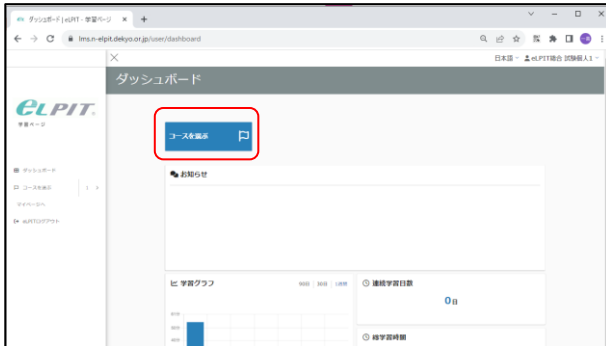 ダッシュボード | eLPIT - 学習ページ
lms.n-elpit.dekyo.or.jp/user/dashboard
日本語
eLPIT総合 試験個人1
ダッシュボード
eLPIT
学習ページ
コースを選ぶ
お知らせ
ダッシュボード
コースを選ぶ
マイページへ
eLPITログアウト
学習グラフ
連続学習日数
0日
総学習時間